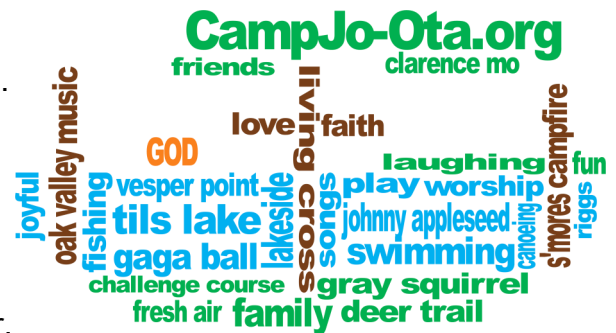 CampJo-Ota.org
friends
clarence mo
living cross
love
faith
oak valley music
s'mores campfire
GOD
laughing
fun
joyful
fishing
vesper point
lakeside
songs
play
worship
canoeing
riggs
tils lake
johnny appleseed
gaga ball
swimming
challenge course
gray squirrel
fresh air
family
deer trail